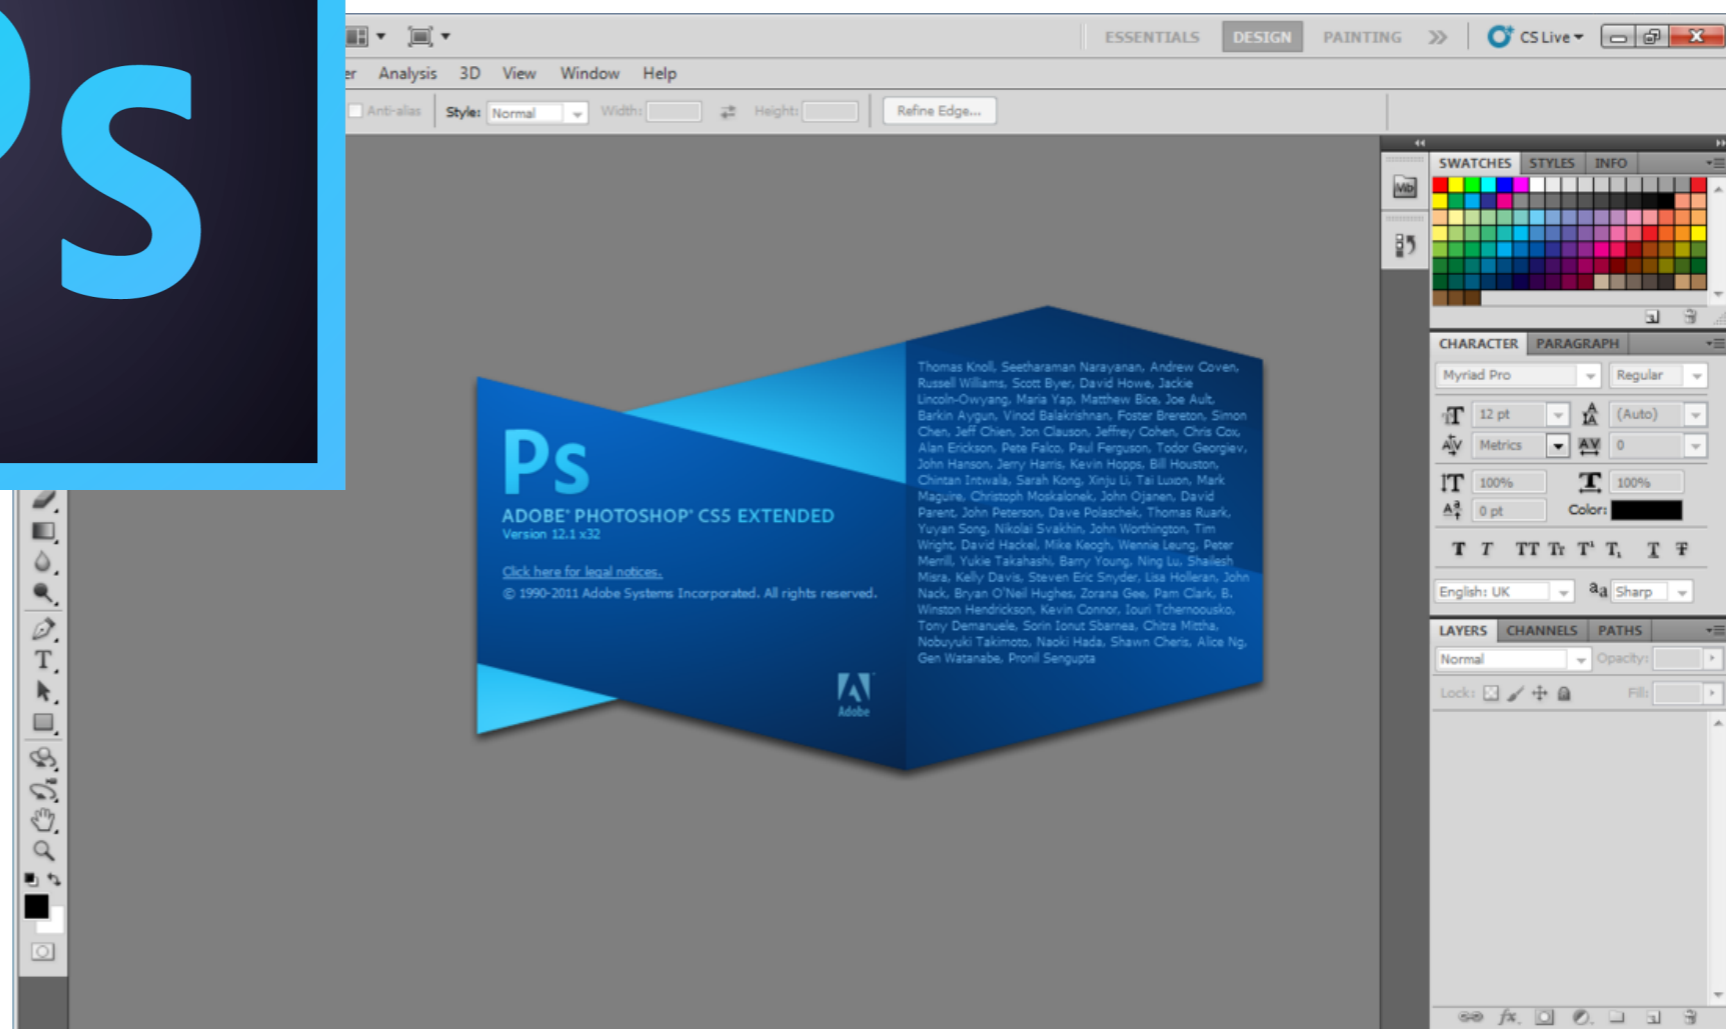 Ps
ESSENTIALS DESIGN PAINTING CS Live
er Analysis 3D View Window Help
Anti-alias Style: Normal Width: Height: Refine Edge...
SWATCHES STYLES INFO
Mb
CHARACTER PARAGRAPH
Myriad Pro Regular
12 pt (Auto)
Metrics 0
100% 100%
0 pt Color:
T T TT Tr T¹ T, T T
English: UK aa Sharp
LAYERS CHANNELS PATHS
Normal Opacity:
Lock: Fill:
Ps
ADOBE® PHOTOSHOP® CS5 EXTENDED
Version 12.1 x32
Click here for legal notices.
© 1990-2011 Adobe Systems Incorporated. All rights reserved.
Adobe
Thomas Knoll, Seetharaman Narayanan, Andrew Coven,
Russell Williams, Scott Byer, David Howe, Jackie
Lincoln-Owyang, Maria Yap, Matthew Bice, Joe Ault,
Barkin Aygun, Vinod Balakrishnan, Foster Brereton, Simon
Chen, Jeff Chien, Jon Clauson, Jeffrey Cohen, Chris Cox,
Alan Erickson, Pete Falco, Paul Ferguson, Todor Georgiev,
John Hanson, Jerry Harris, Kevin Hopps, Bill Houston,
Chintan Intwala, Sarah Kong, Xinju Li, Tai Luxon, Mark
Maguire, Christoph Moskalonek, John Ojanen, David
Parent, John Peterson, Dave Polaschek, Thomas Ruark,
Yuyan Song, Nikolai Svakhin, John Worthington, Tim
Wright, David Hackel, Mike Keogh, Wennie Leung, Peter
Merrill, Yukie Takahashi, Barry Young, Ning Lu, Shailesh
Misra, Kelly Davis, Steven Eric Snyder, Lisa Holleran, John
Nack, Bryan O'Neil Hughes, Zorana Gee, Pam Clark, B.
Winston Hendrickson, Kevin Connor, Iouri Tchernoousko,
Tony Demanuele, Sorin Ionut Sbarnea, Chitra Mittha,
Nobuyuki Takimoto, Naoki Hada, Shawn Cheris, Alice Ng,
Gen Watanabe, Pronil Sengupta